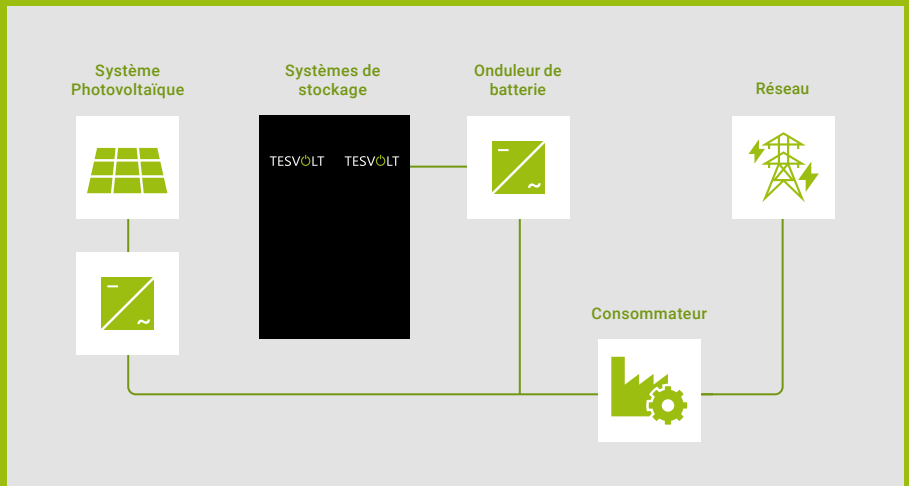 Système
Photovoltaïque
Systèmes de
stockage
Onduleur de
batterie
Réseau
TESVOLT TESVOLT
Consommateur